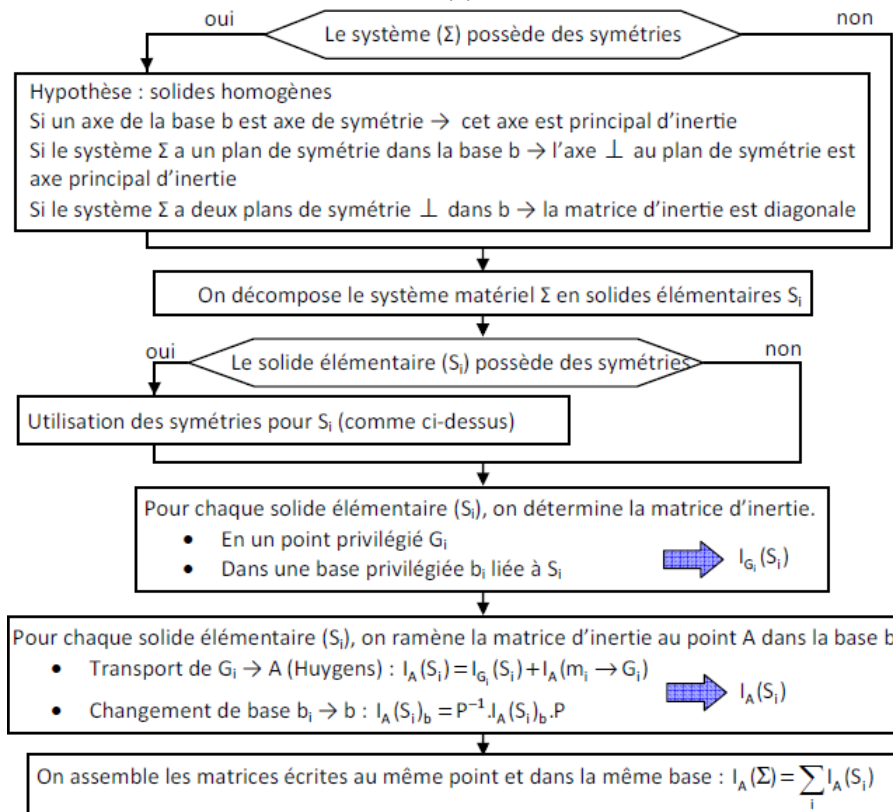 oui
Le système (Σ) possède des symétries
non
Hypothèse : solides homogènes
Si un axe de la base b est axe de symétrie → cet axe est principal d’inertie
Si le système Σ a un plan de symétrie dans la base b → l’axe ⊥ au plan de symétrie est
axe principal d’inertie
Si le système Σ a deux plans de symétrie ⊥ dans b → la matrice d’inertie est diagonale
On décompose le système matériel Σ en solides élémentaires Sᵢ
oui
Le solide élémentaire (Sᵢ) possède des symétries
non
Utilisation des symétries pour Sᵢ (comme ci-dessus)
Pour chaque solide élémentaire (Sᵢ), on détermine la matrice d’inertie.
• En un point privilégié Gᵢ
• Dans une base privilégiée bᵢ liée à Sᵢ
I_Gᵢ(Sᵢ)
Pour chaque solide élémentaire (Sᵢ), on ramène la matrice d’inertie au point A dans la base b
• Transport de Gᵢ → A (Huygens) : I_A(Sᵢ) = I_Gᵢ(Sᵢ) + I_A(mᵢ → Gᵢ)
• Changement de base bᵢ → b : I_A(Sᵢ)_b = P⁻¹.I_A(Sᵢ)_b.P
I_A(Sᵢ)
On assemble les matrices écrites au même point et dans la même base : I_A(Σ) = ∑ᵢ I_A(Sᵢ)